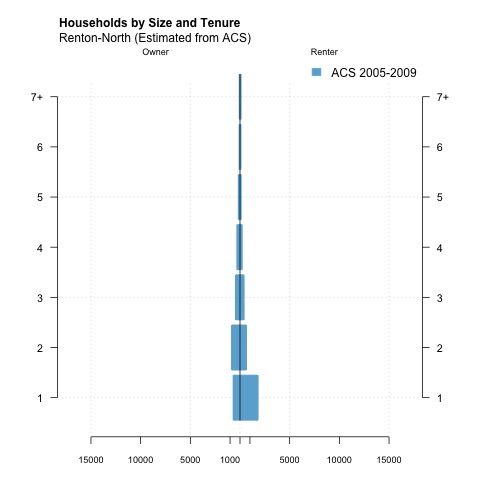 Households by Size and Tenure
Renton-North (Estimated from ACS)
Owner Renter
ACS 2005-2009
7+ 7+
6 6
5 5
4 4
3 3
2 2
1 1
15000 10000 5000 1000 5000 10000 15000